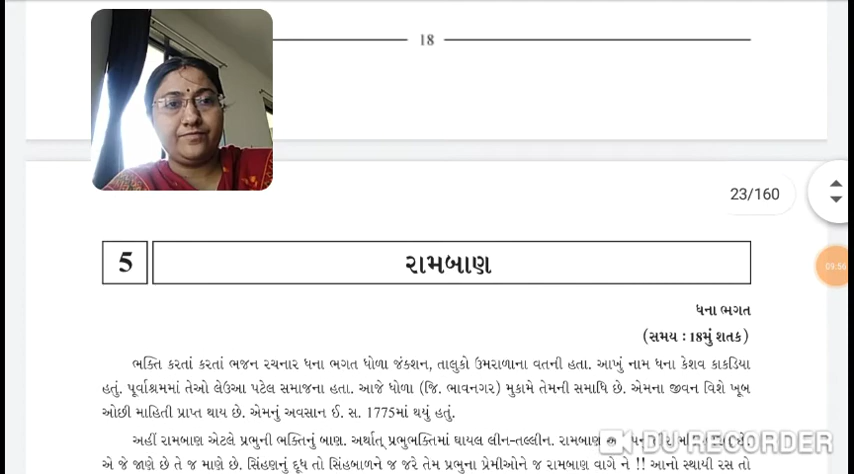 18
23/160
5 રામબાણ
ધના ભગત
(સમય : 18મું શતક)
ભક્તિ કરતાં કરતાં ભજન રચનાર ધના ભગત ધોળા જંક્શન, તાલુકો ઉમરાળાના વતની હતા. આખું નામ ધના કેશવ કાકડિયા
હતું. પૂર્વાશ્રમમાં તેઓ લેઉઆ પટેલ સમાજના હતા. આજે ધોળા (જિ. ભાવનગર) મુકામે તેમની સમાધિ છે. એમના જીવન વિશે ખૂબ
ઓછી માહિતી પ્રાપ્ત થાય છે. એમનું અવસાન ઈ. સ. 1775માં થયું હતું.
09:56
અહીં રામબાણ એટલે પ્રભુની ભક્તિનું બાણ. અર્થાત્ પ્રભુભક્તિમાં ઘાયલ લીન-તલ્લીન. રામબાણ
DU RECORDER
એ જે જાણે છે તે જ માણે છે. સિંહણનું દૂધ તો સિંહબાળને જ જરે તેમ પ્રભુના પ્રેમીઓને જ રામબાણ વાગે ને !! આનો સ્થાયી રસ તો